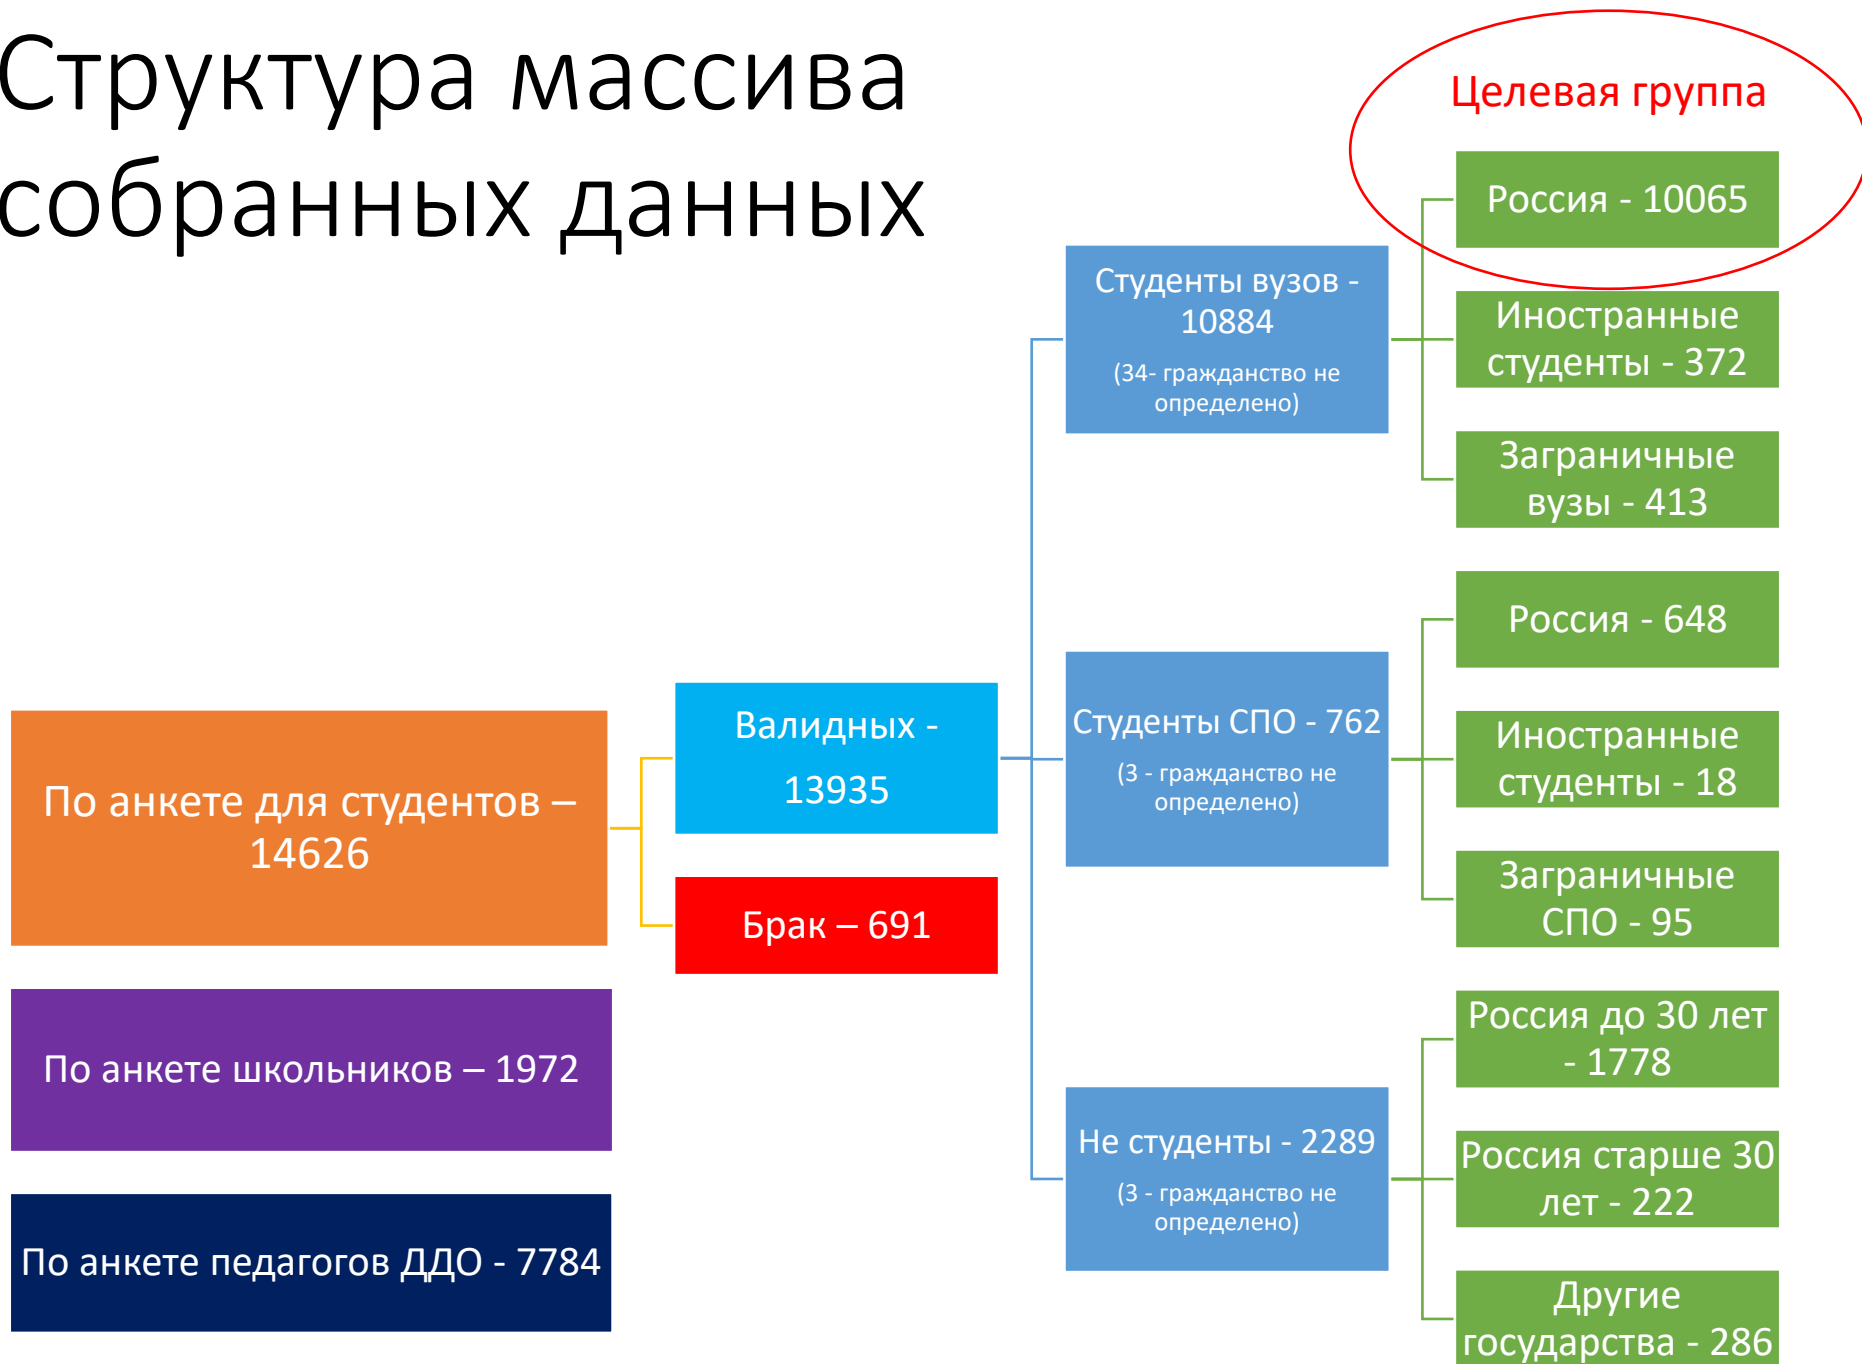 Структура массива
собранных данных
Целевая группа
Россия - 10065
Студенты вузов -
10884
(34- гражданство не
определено)
Иностранные
студенты - 372
Заграничные
вузы - 413
Россия - 648
Студенты СПО - 762
(3 - гражданство не
определено)
Иностранные
студенты - 18
Заграничные
СПО - 95
Валидных -
13935
По анкете для студентов –
14626
Брак – 691
По анкете школьников – 1972
По анкете педагогов ДДО - 7784
Россия до 30 лет
- 1778
Не студенты - 2289
(3 - гражданство не
определено)
Россия старше 30
лет - 222
Другие
государства - 286